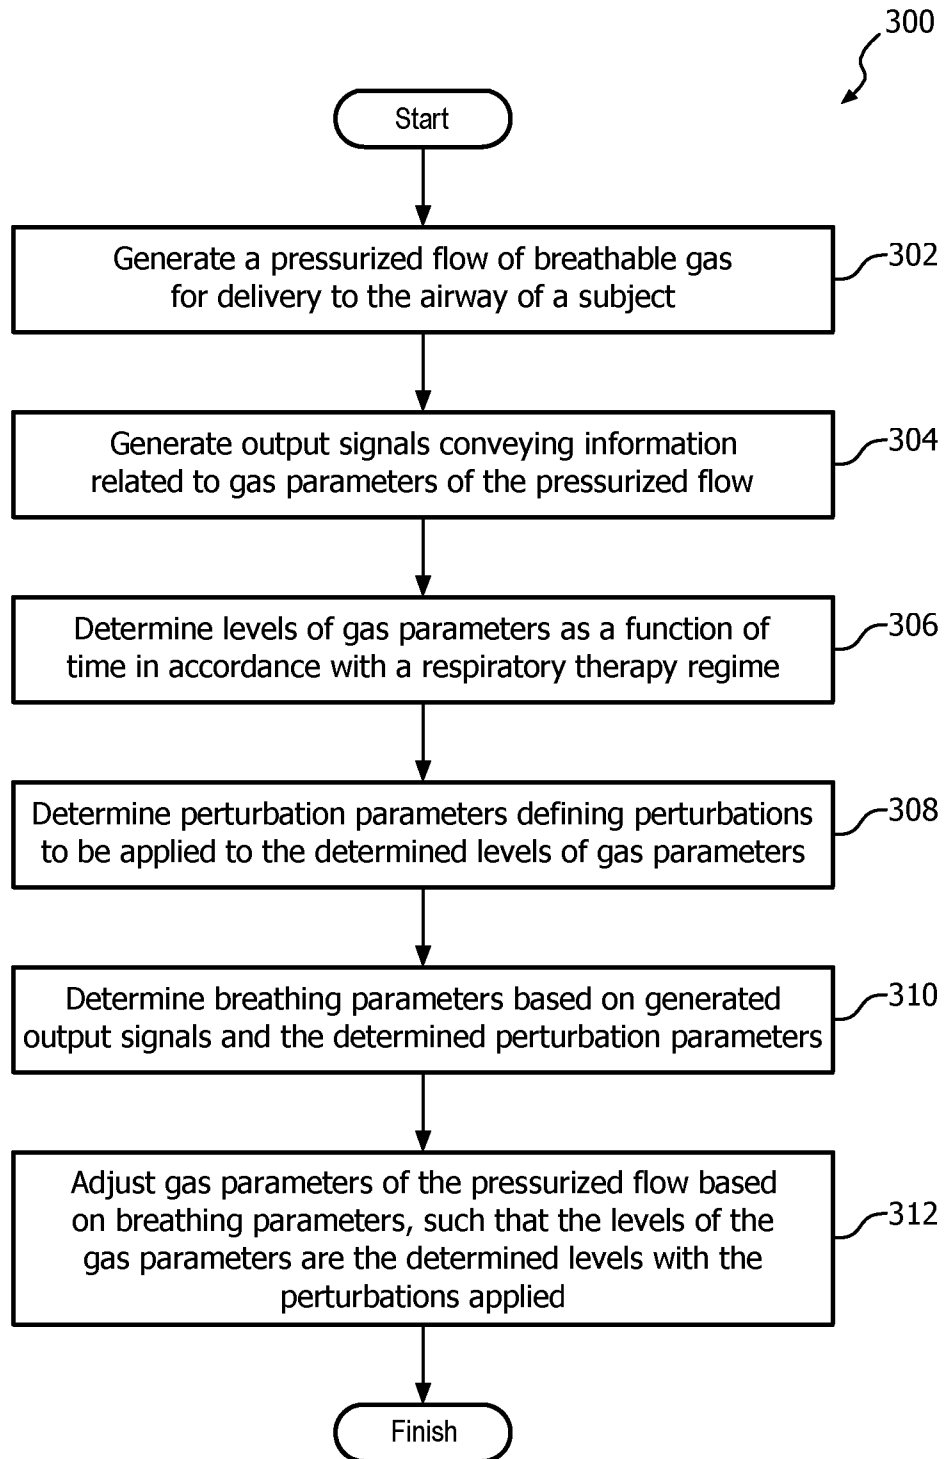 300
Start
Generate a pressurized flow of breathable gas
for delivery to the airway of a subject
302
Generate output signals conveying information
related to gas parameters of the pressurized flow
304
Determine levels of gas parameters as a function of
time in accordance with a respiratory therapy regime
306
Determine perturbation parameters defining perturbations
to be applied to the determined levels of gas parameters
308
Determine breathing parameters based on generated
output signals and the determined perturbation parameters
310
Adjust gas parameters of the pressurized flow based
on breathing parameters, such that the levels of the
gas parameters are the determined levels with the
perturbations applied
312
Finish